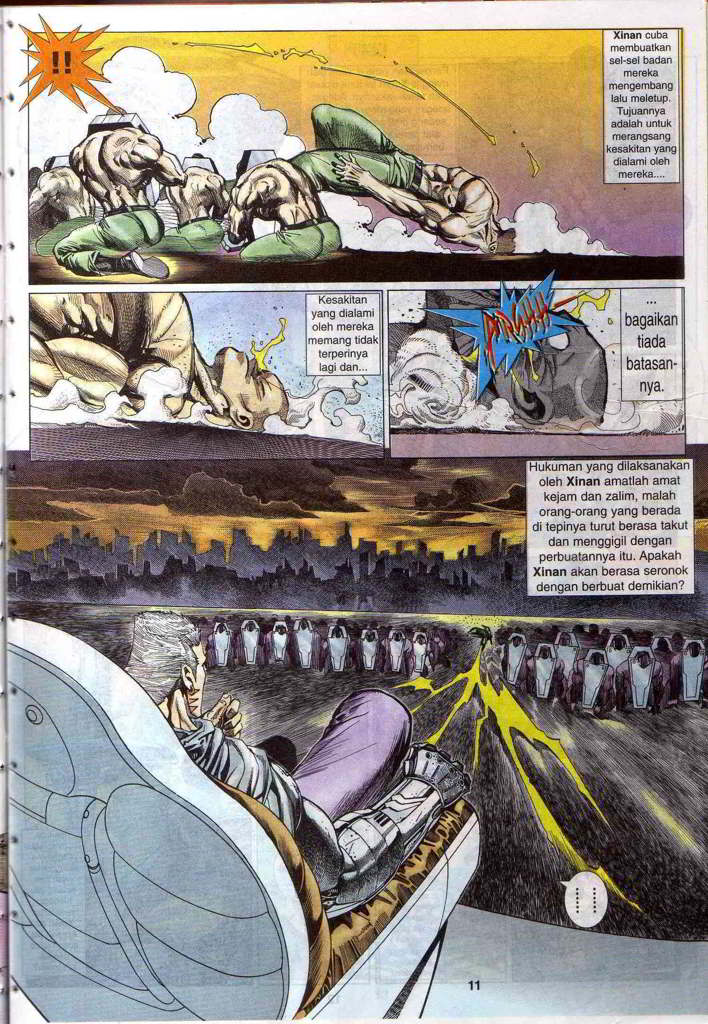 !!
Xinan cuba
membuatkan
sel-sel badan
mereka
mengembang
lalu meletup.
Tujuannya
adalah untuk
merangsang
kesakitan yang
dialami oleh
mereka....
Kesakitan
yang dialami
oleh mereka
memang tidak
terperinya
lagi dan...
...
bagaikan
tiada
batasan-
nya.
Hukuman yang dilaksanakan
oleh Xinan amatlah amat
kejam dan zalim, malah
orang-orang yang berada
di tepinya turut berasa takut
dan menggigil dengan
perbuatannya itu. Apakah
Xinan akan berasa seronok
dengan berbuat demikian?
11